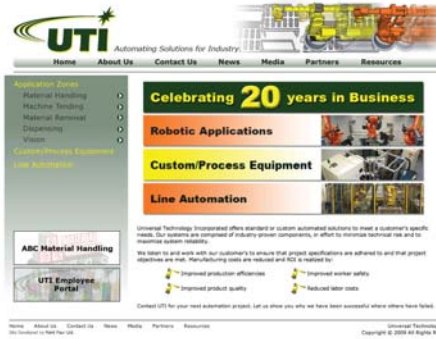 UTI
Automating Solutions for Industry
Home About Us Contact Us News Media Partners Resources
Application Zones
Material Handling
Machine Tending
Material Removal
Dispensing
Vision
Custom/Process Equipment
Line Automation
ABC Material Handling
UTI Employee
Portal
Celebrating 20 years in Business
Robotic Applications
Custom/Process Equipment
Line Automation
Universal Technology Incorporated offers standard or custom automated solutions to meet a customer's specific
needs. Our systems are comprised of industry-proven components, in effort to minimize technical risk and to
maximize system reliability.
We listen to and work with our customer's to ensure that project specifications are adhered to and that project
objectives are met. Manufacturing costs are reduced and ROI is realized by:
Improved production efficiencies Improved worker safety
Improved product quality Reduced labor costs
Contact UTI for your next automation project. Let us show you why we have been successful where others have failed.
Home About Us Contact Us News Media Partners Resources
Universal Technolo
Copyright © 2009 All Rights R